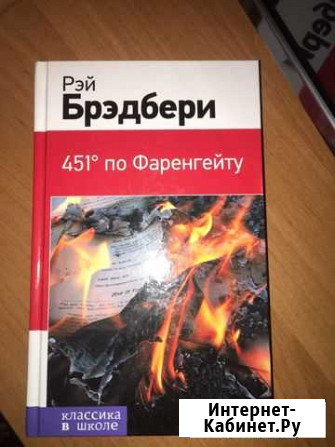 Рэй
Брэдбери
451° по Фаренгейту
классика
в школе
Интернет-
Кабинет.Ру